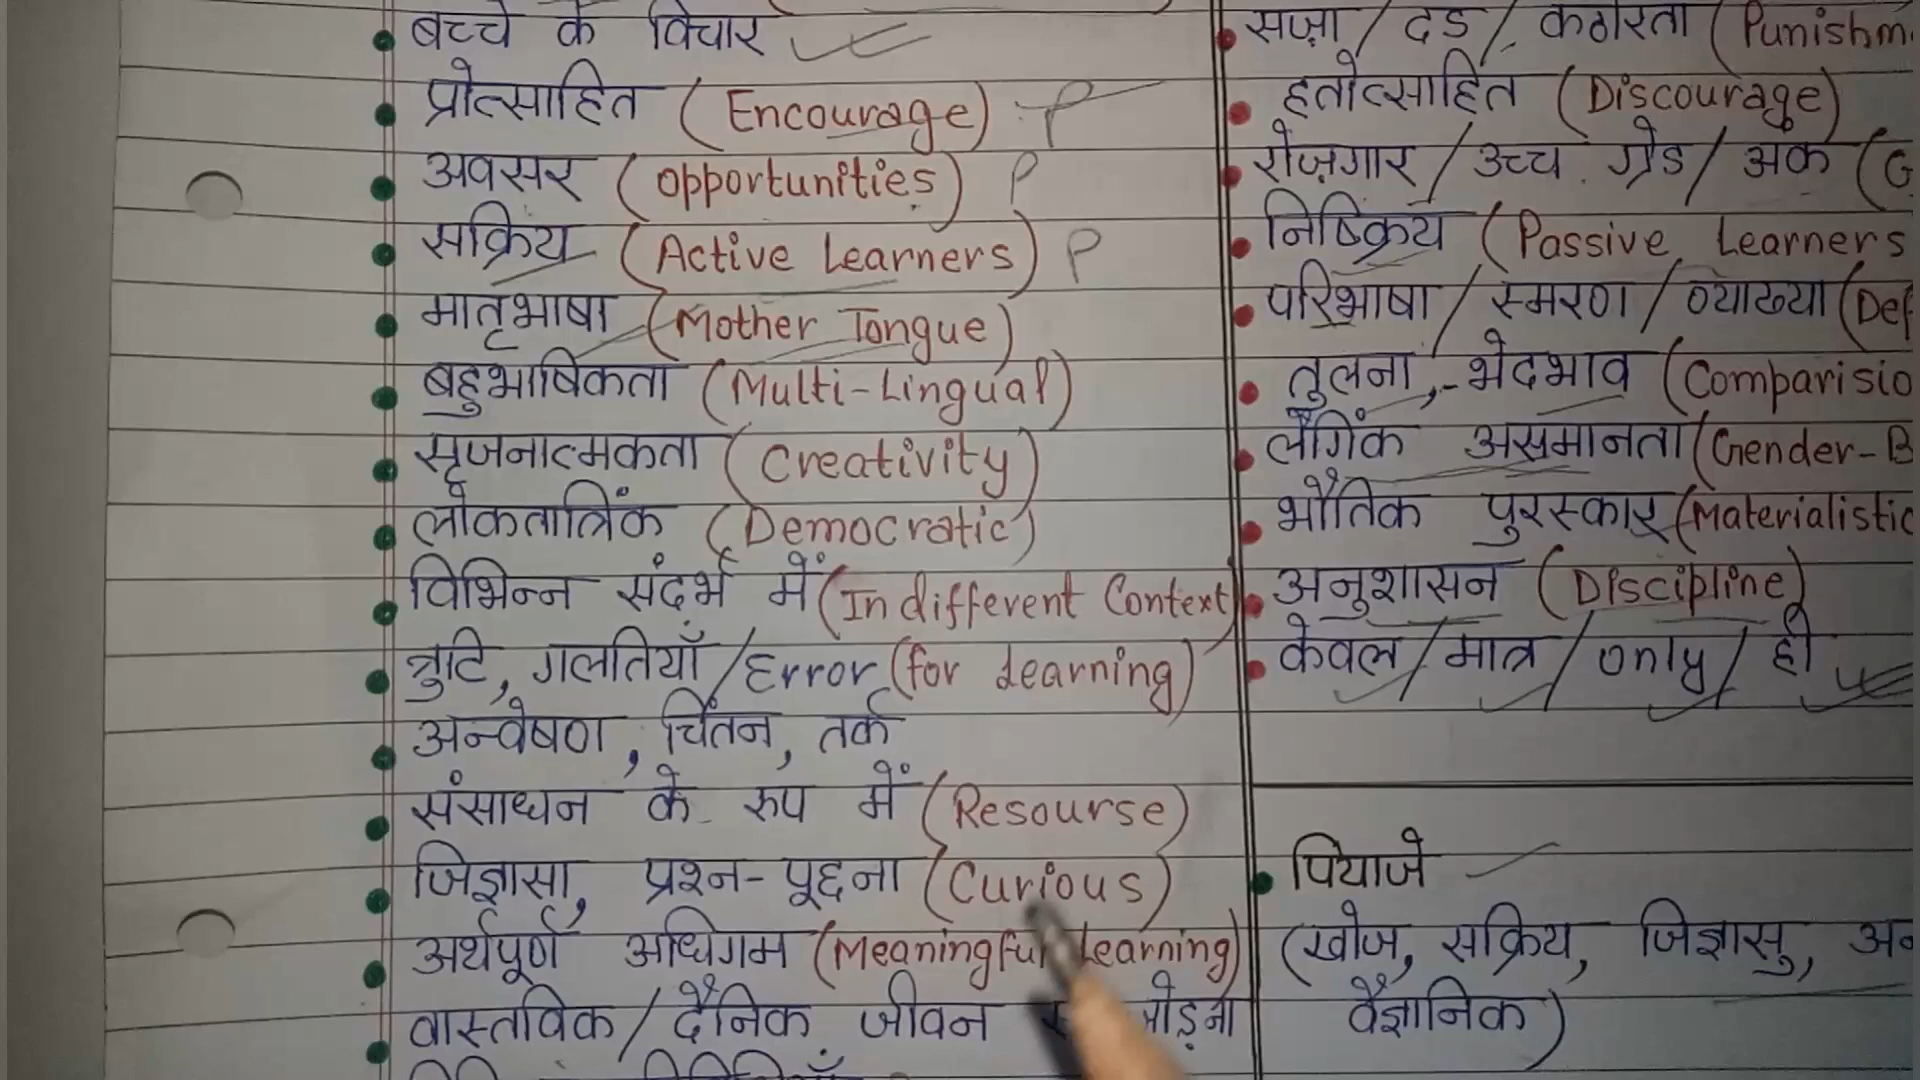 बच्चे के विचार
प्रोत्साहित (Encourage) P
अवसर (opportunities) P
सक्रिय (Active Learners) P
मातृभाषा (Mother Tongue)
बहुभाषिकता (Multi-Lingual)
सृजनात्मकता (Creativity)
लोकतांत्रिक (Democratic)
विभिन्न संदर्भ में (In different Context)
त्रुटि, गलतियाँ/Error (for Learning)
अन्वेषण, चिंतन, तर्क
संसाधन के रुप में (Resourse)
जिज्ञासा, प्रश्न-पूछना (Curious)
अर्थपूर्ण अधिगम (Meaningful Learning)
वास्तविक/दैनिक जीवन जोड़ना
सज़ा / दंड / कठोरता (Punishm
हतोत्साहित (Discourage)
रोज़गार / उच्च ग्रेड / अंक (G
निष्क्रिय (Passive Learners
परिभाषा / स्मरण / व्याख्या (Def
तुलना, भेदभाव (Comparisio
लैंगिक असमानता (Gender-B
भौतिक पुरस्कार (Materialistic
अनुशासन (Discipline)
केवल / मात्र / only / ही
पियाजे
(खोज, सक्रिय, जिज्ञासु, अन
वैज्ञानिक)